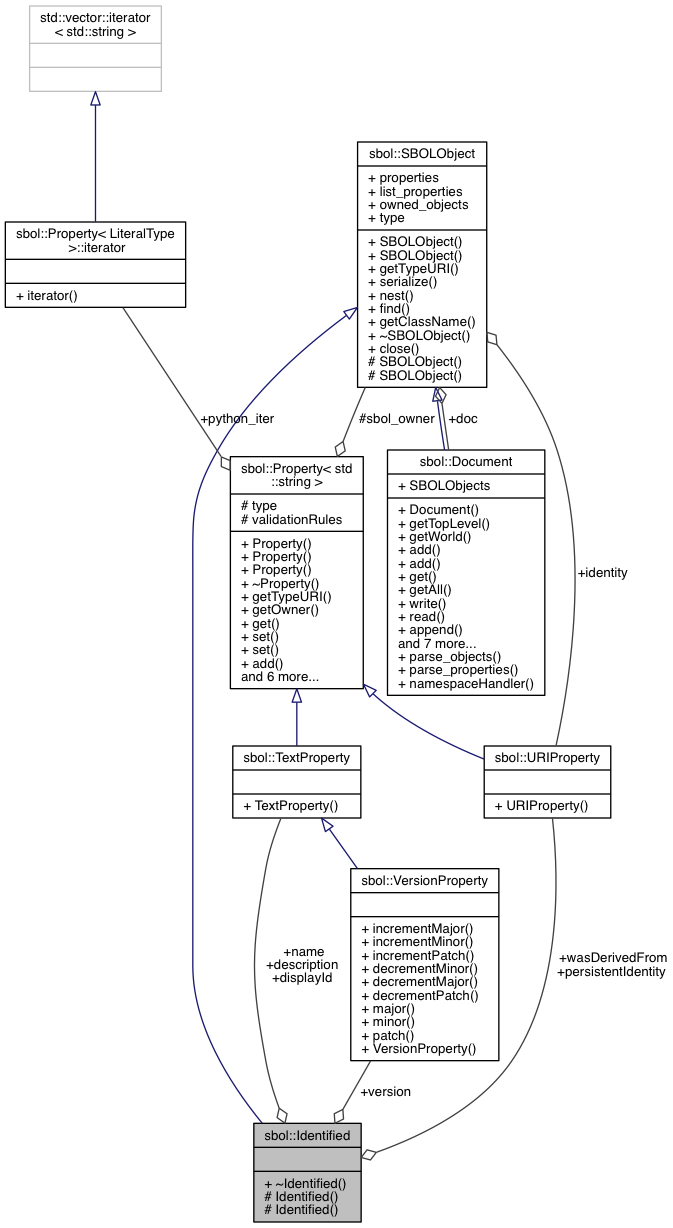 std::vector::iterator
< std::string >
sbol::SBOLObject
+ properties
+ list_properties
+ owned_objects
+ type
+ SBOLObject()
+ SBOLObject()
+ getTypeURI()
+ serialize()
+ nest()
+ find()
+ getClassName()
+ ~SBOLObject()
+ close()
# SBOLObject()
# SBOLObject()
sbol::Property< LiteralType
>::iterator
+ iterator()
+python_iter
#sbol_owner
+doc
sbol::Property< std
::string >
# type
# validationRules
+ Property()
+ Property()
+ Property()
+ ~Property()
+ getTypeURI()
+ getOwner()
+ get()
+ set()
+ set()
+ add()
and 6 more...
sbol::Document
+ SBOLObjects
+ Document()
+ getTopLevel()
+ getWorld()
+ add()
+ add()
+ get()
+ getAll()
+ write()
+ read()
+ append()
and 7 more...
+ parse_objects()
+ parse_properties()
+ namespaceHandler()
+identity
sbol::TextProperty
+ TextProperty()
sbol::URIProperty
+ URIProperty()
sbol::VersionProperty
+ incrementMajor()
+ incrementMinor()
+ incrementPatch()
+ decrementMinor()
+ decrementMajor()
+ decrementPatch()
+ major()
+ minor()
+ patch()
+ VersionProperty()
+name
+description
+displayId
+wasDerivedFrom
+persistentIdentity
+version
sbol::Identified
+ ~Identified()
# Identified()
# Identified()